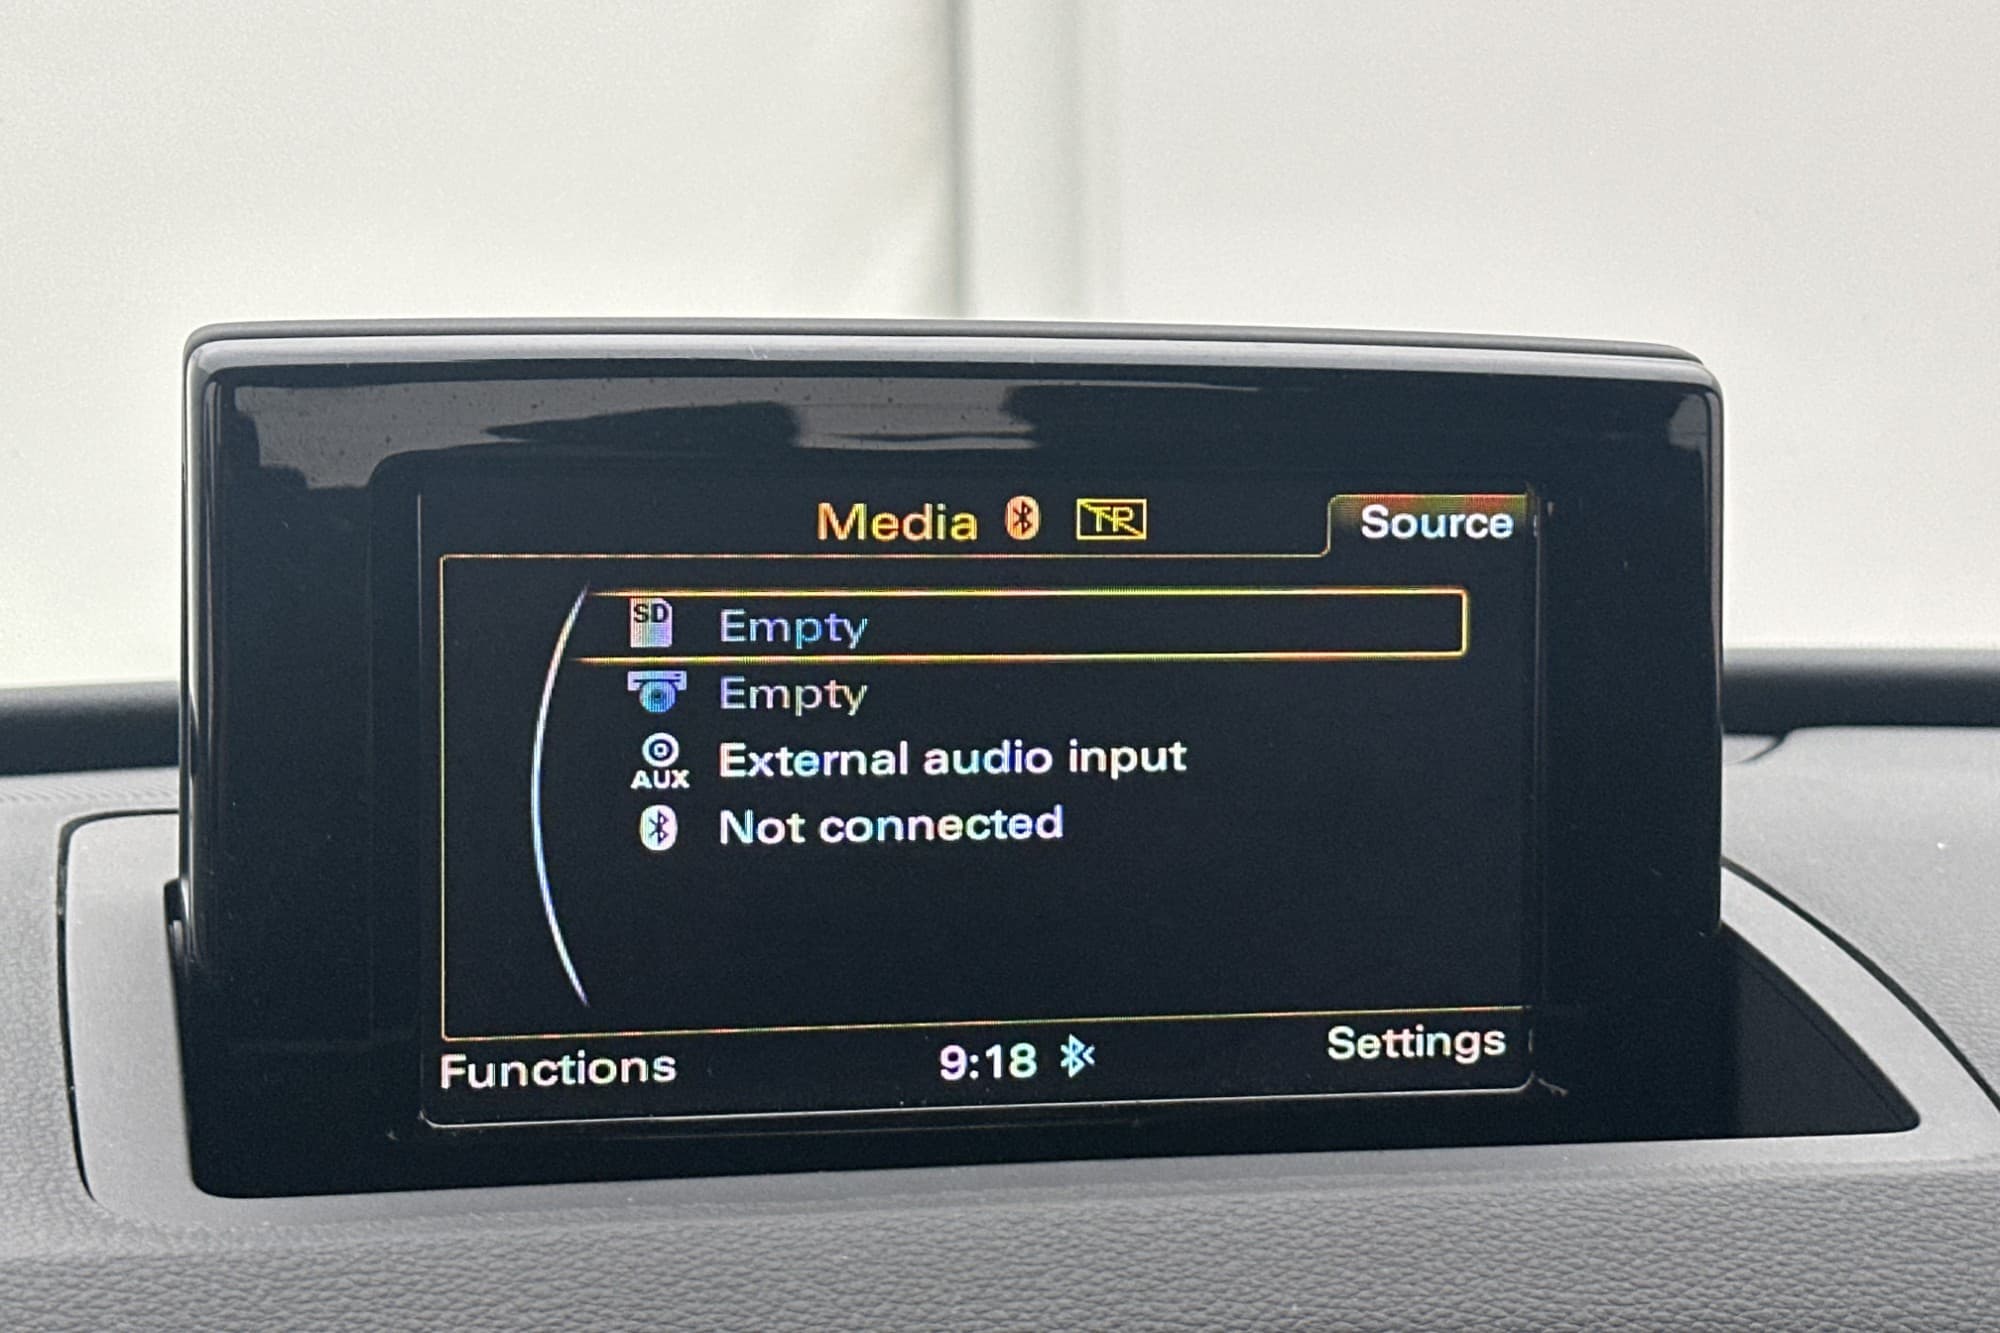 Media TR Source
SD Empty
Empty
AUX External audio input
Not connected
Functions 9:18 Settings